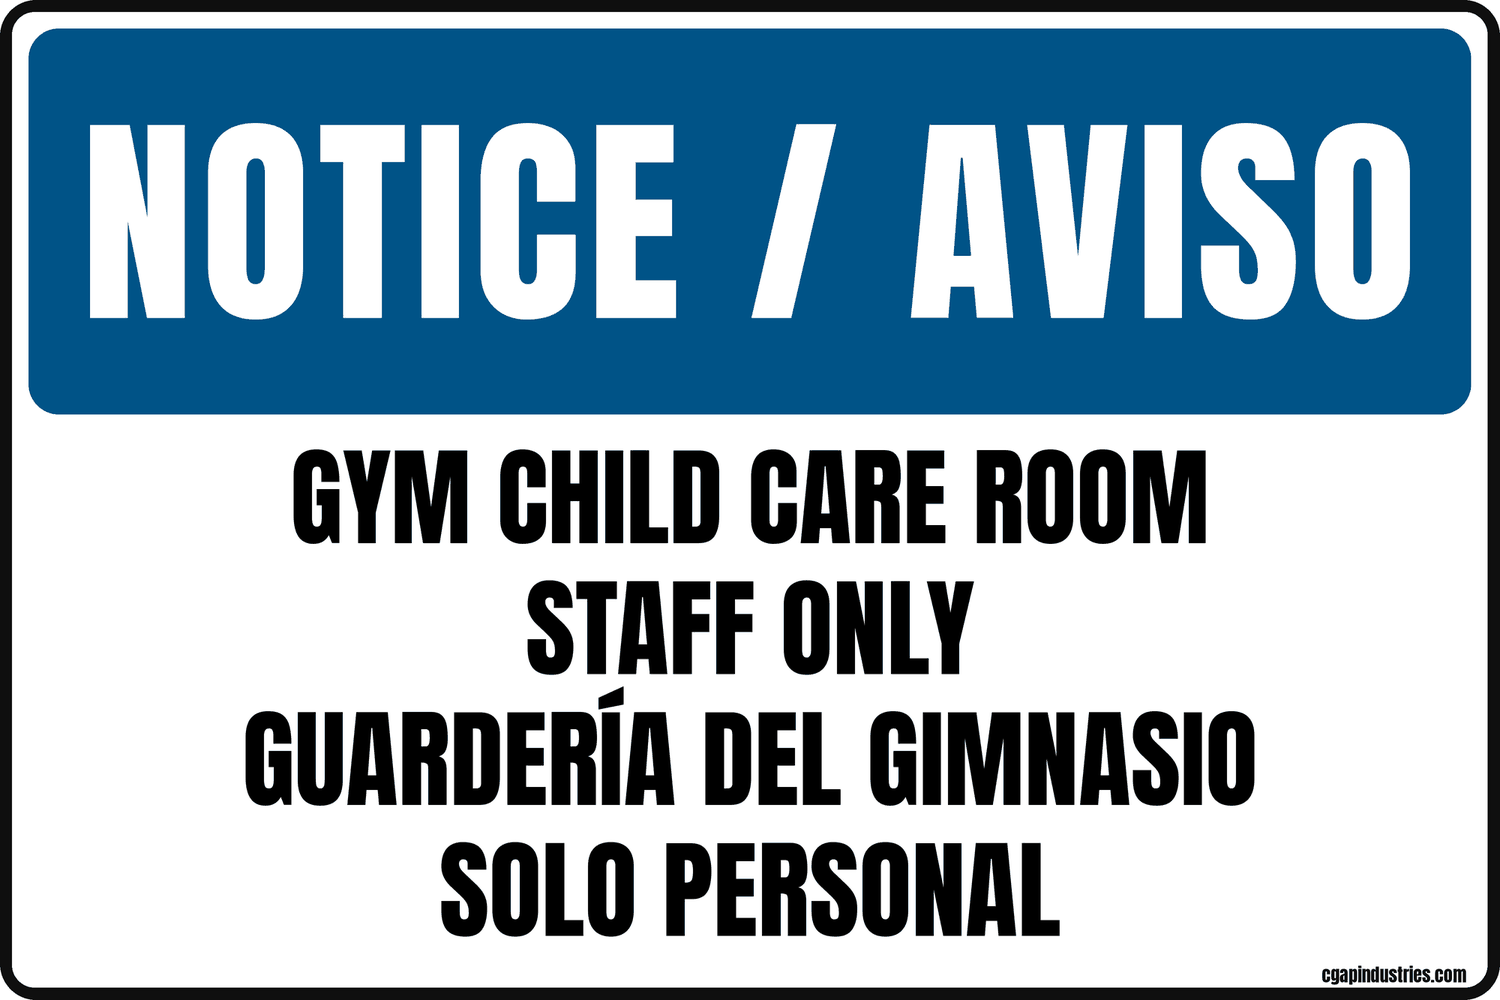 NOTICE / AVISO
GYM CHILD CARE ROOM
STAFF ONLY
GUARDERÍA DEL GIMNASIO
SOLO PERSONAL
cgapindustries.com